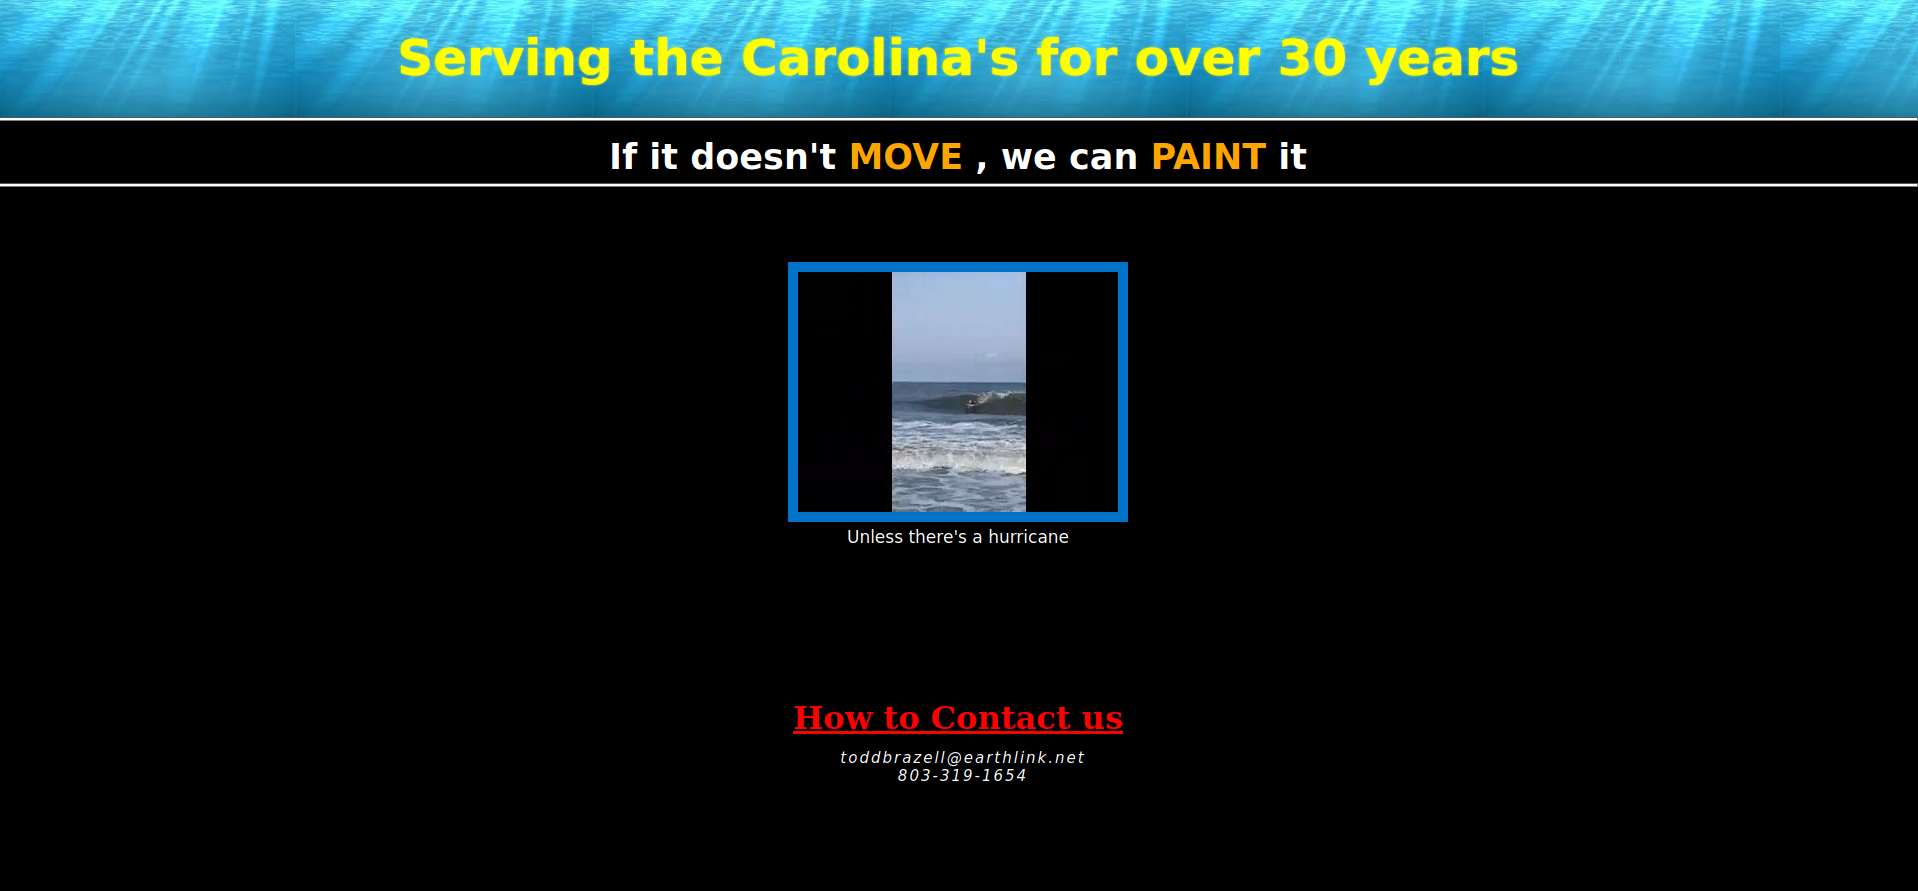 Serving the Carolina's for over 30 years
If it doesn't MOVE , we can PAINT it
Unless there's a hurricane
How to Contact us
toddbrazell@earthlink.net
803-319-1654